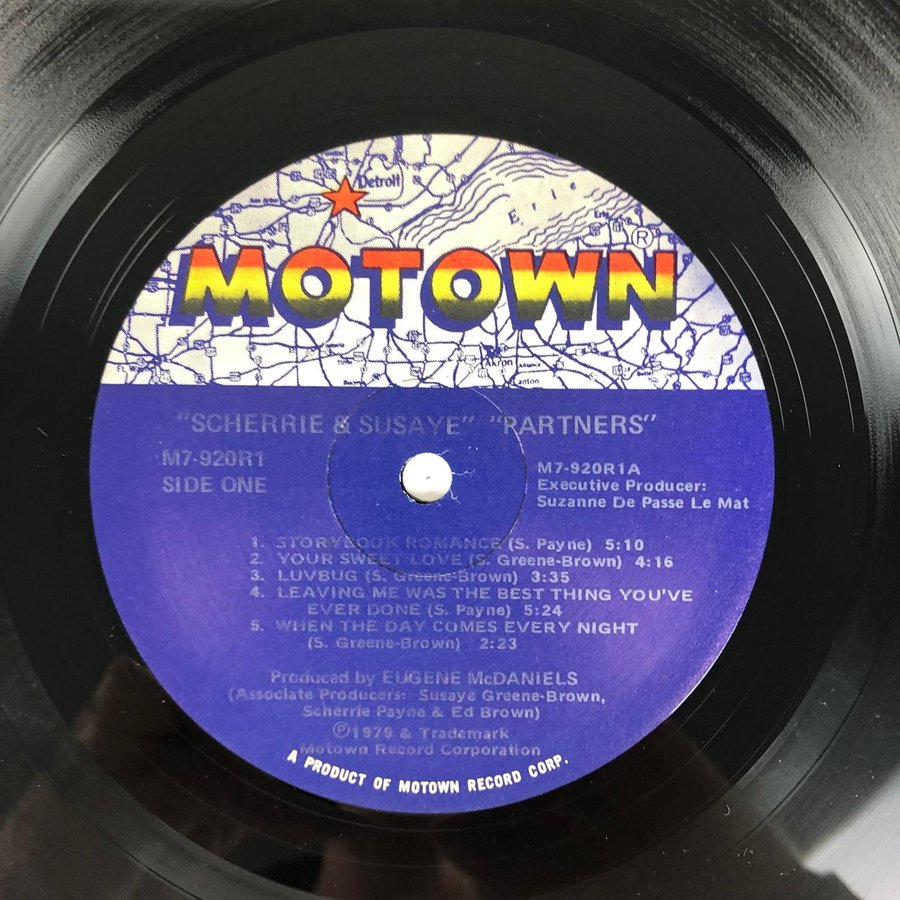 Detroit
Erie
MOTOWN®
Akron
Canton
"SCHERRIE & SUSAYE" "PARTNERS"
M7-920R1
SIDE ONE
M7-920R1A
Executive Producer:
Suzanne De Passe Le Mat
1. STORYBOOK ROMANCE (S. Payne) 5:10
2. YOUR SWEET LOVE (S. Greene-Brown) 4:16
3. LUVBUG (S. Greene-Brown) 3:35
4. LEAVING ME WAS THE BEST THING YOU'VE
EVER DONE (S. Payne) 5:24
5. WHEN THE DAY COMES EVERY NIGHT
(S. Greene-Brown) 2:23
Produced by EUGENE McDANIELS
(Associate Producers: Susaye Greene-Brown,
Scherrie Payne & Ed Brown)
℗1979 & Trademark
Motown Record Corporation
A PRODUCT OF MOTOWN RECORD CORP.